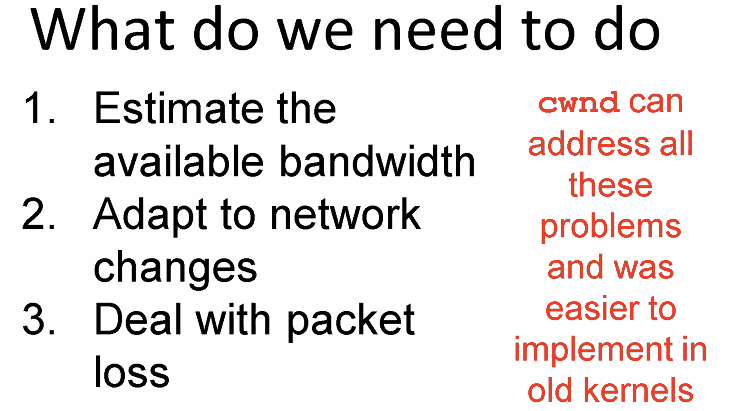 What do we need to do
1. Estimate the
available bandwidth
2. Adapt to network
changes
3. Deal with packet
loss
cwnd can
address all
these
problems
and was
easier to
implement in
old kernels